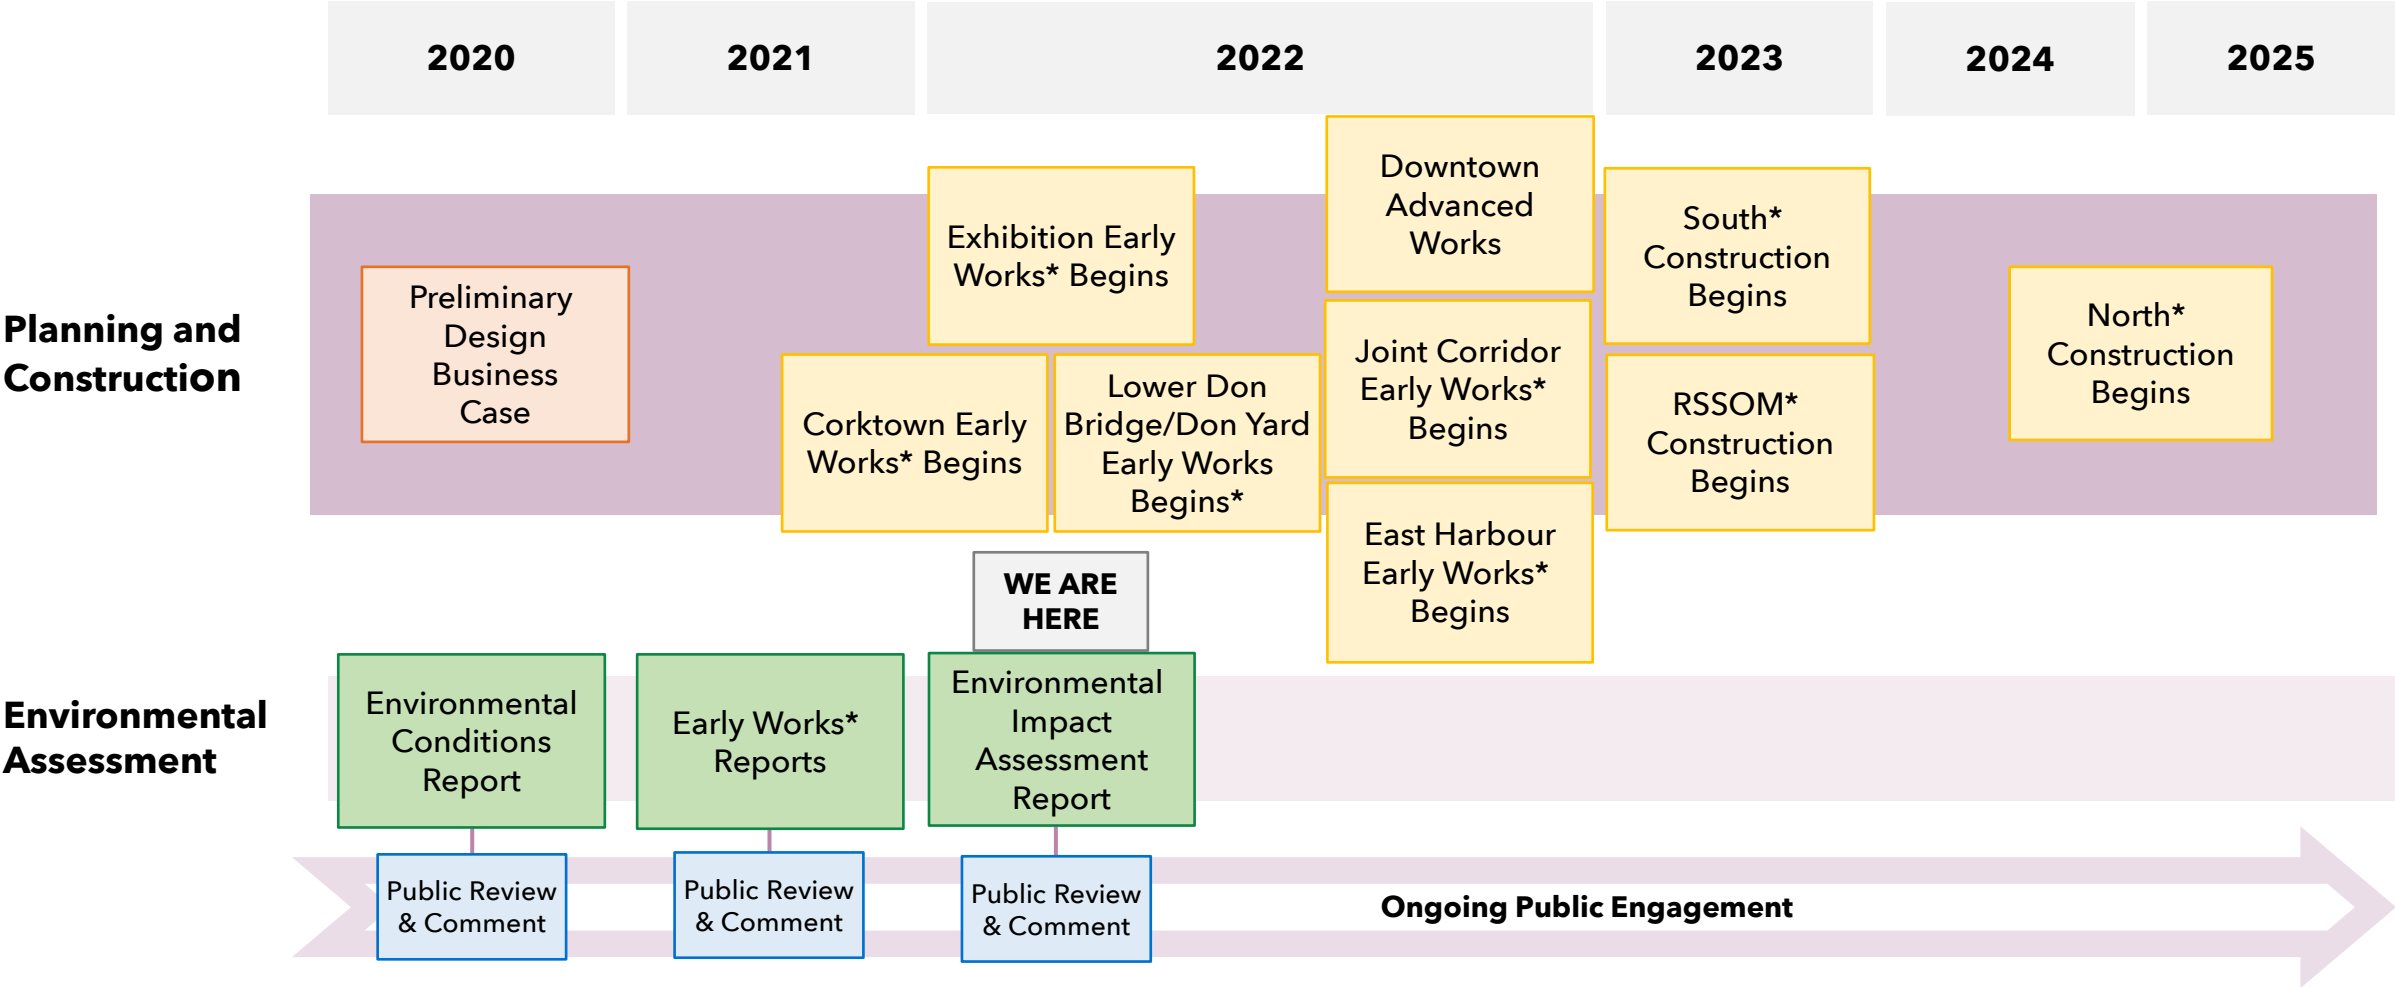 2020
2021
2022
2023
2024
2025
Planning and
Construction
Preliminary
Design
Business
Case
Corktown Early
Works* Begins
Exhibition Early
Works* Begins
Lower Don
Bridge/Don Yard
Early Works
Begins*
Downtown
Advanced
Works
Joint Corridor
Early Works*
Begins
East Harbour
Early Works*
Begins
South*
Construction
Begins
RSSOM*
Construction
Begins
North*
Construction
Begins
WE ARE
HERE
Environmental
Assessment
Environmental
Conditions
Report
Early Works*
Reports
Environmental
Impact
Assessment
Report
Public Review
& Comment
Public Review
& Comment
Public Review
& Comment
Ongoing Public Engagement